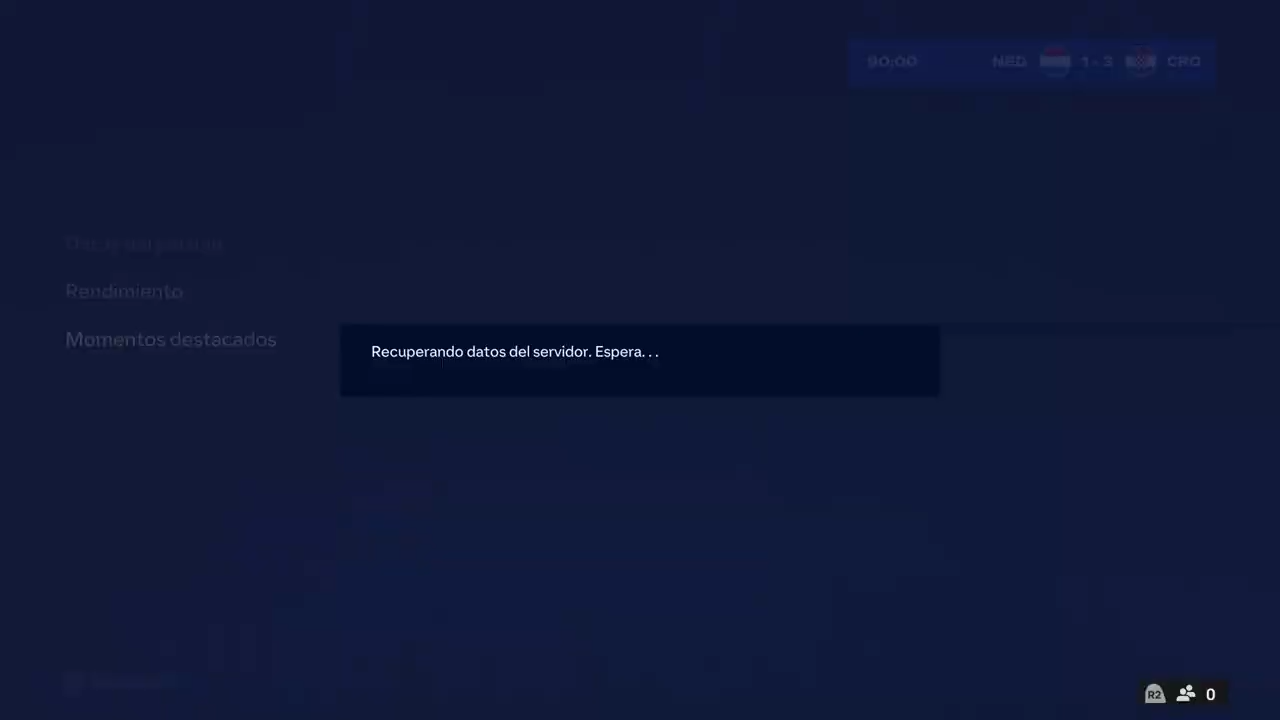 90:00 NED 1 - 3 CRO
Rendimiento
Momentos destacados
Recuperando datos del servidor. Espera. . .
R2 0